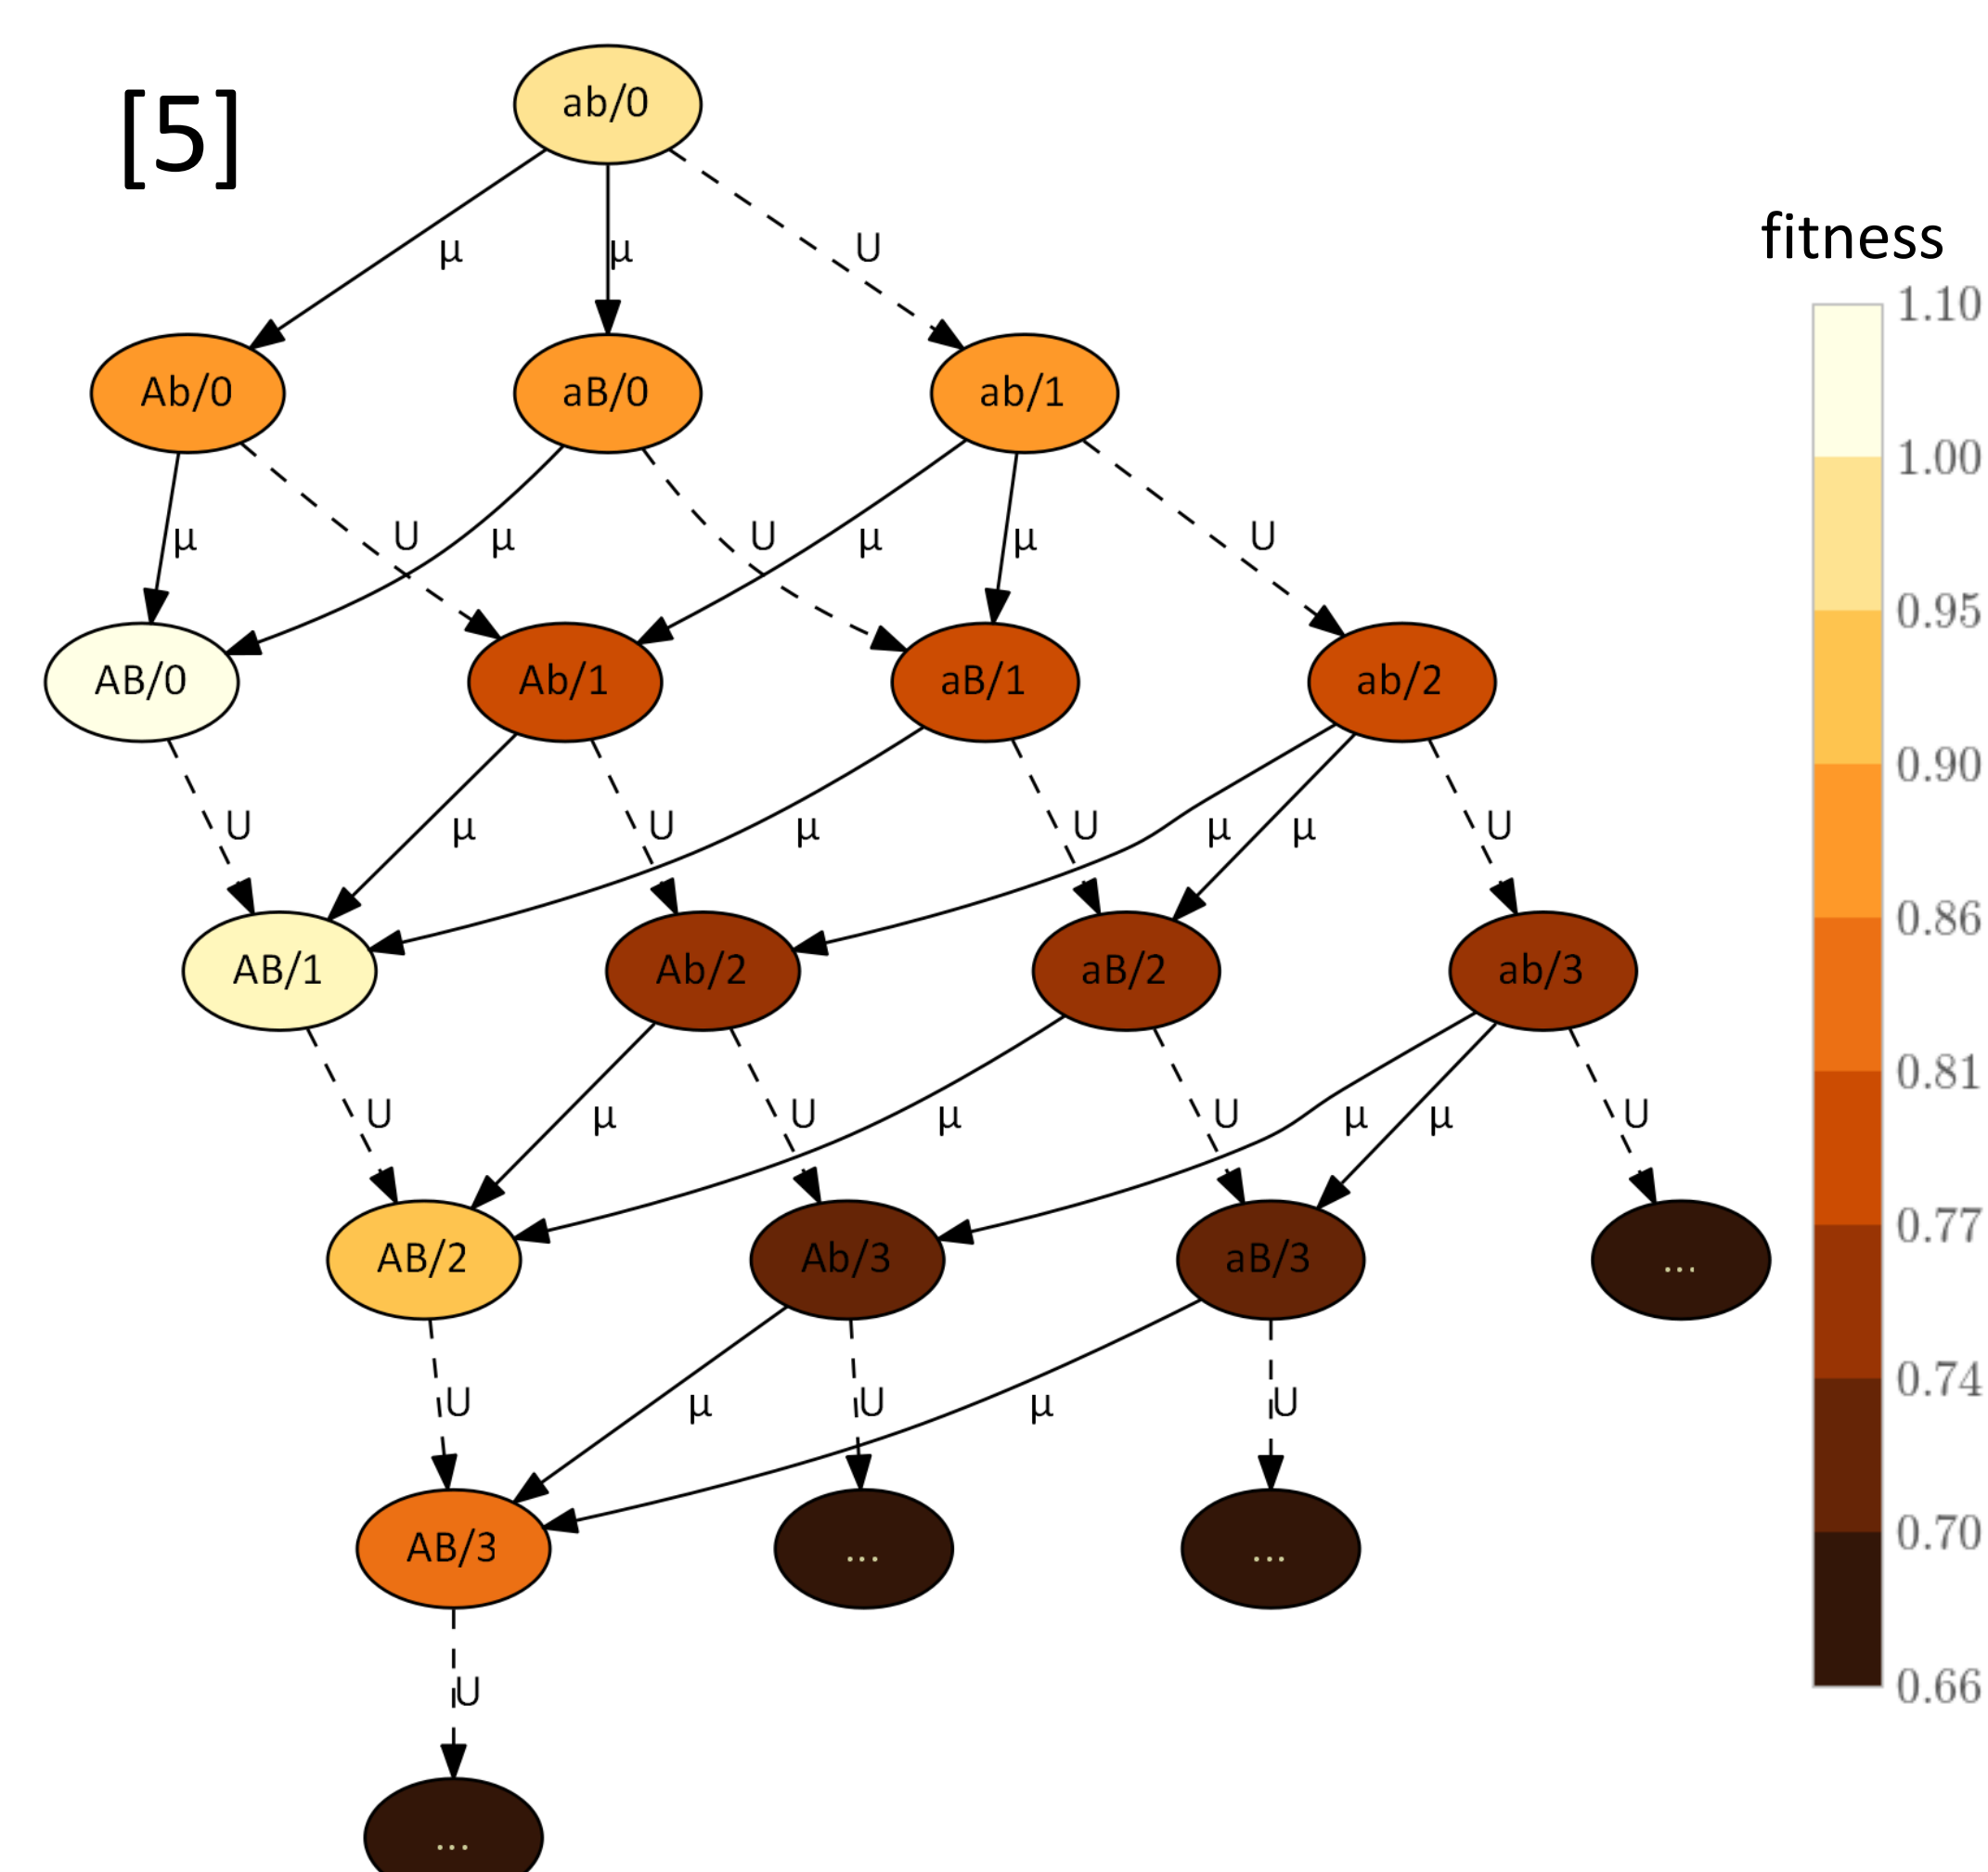 [5]
ab/0
fitness
1.10
µ
µ
U
Ab/0
aB/0
ab/1
1.00
µ
U
µ
U
µ
µ
U
0.95
AB/0
Ab/1
aB/1
ab/2
0.90
U
µ
U
µ
U
µ
µ
U
0.86
AB/1
Ab/2
aB/2
ab/3
0.81
U
µ
U
µ
U
µ
µ
U
0.77
AB/2
Ab/3
aB/3
...
0.74
U
µ
U
µ
U
0.70
AB/3
...
...
0.66
U
...